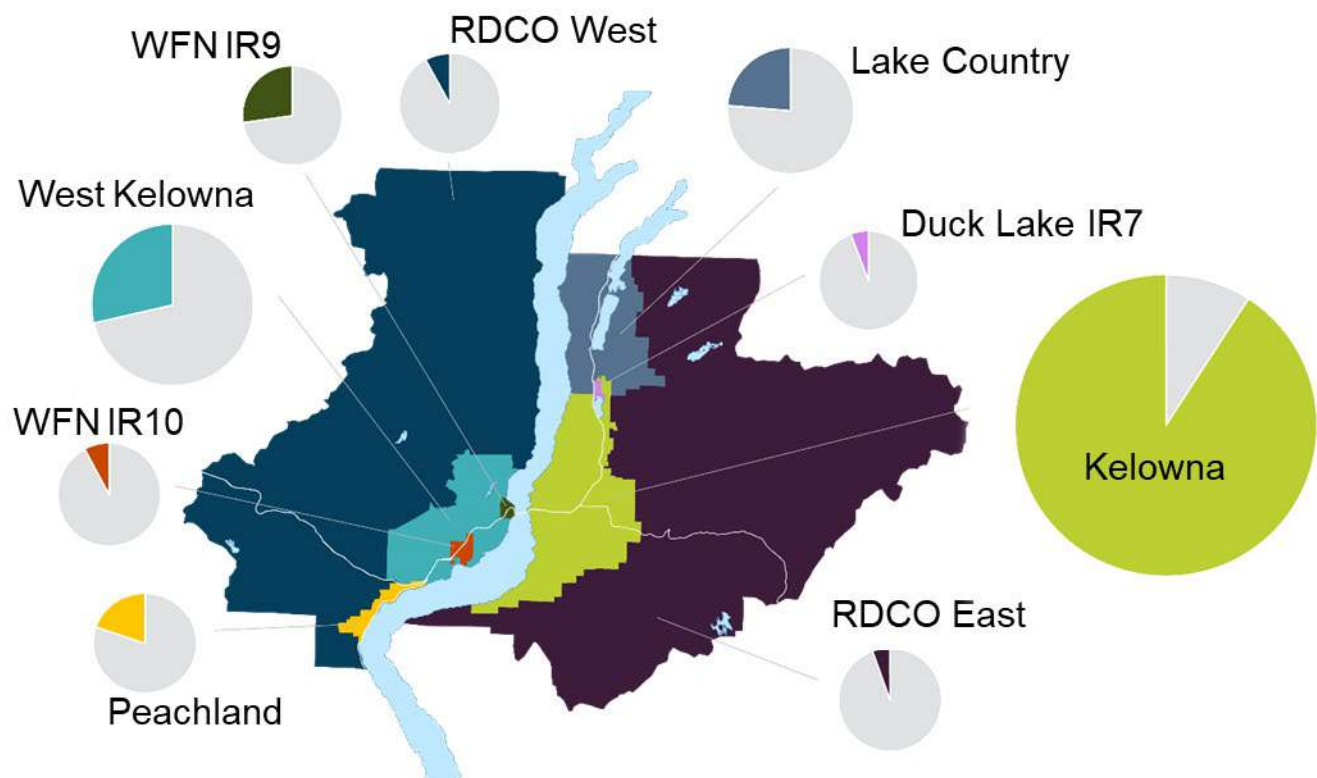 RDCO West
WFN IR9
Lake Country
West Kelowna
Duck Lake IR7
WFN IR10
Kelowna
RDCO East
Peachland